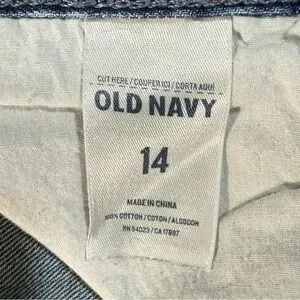 CUT HERE / COUPER ICI / CORTA AQUÍ
OLD NAVY
14
MADE IN CHINA
100% COTTON / COTON / ALGODON
RN 54023 / CA 17897